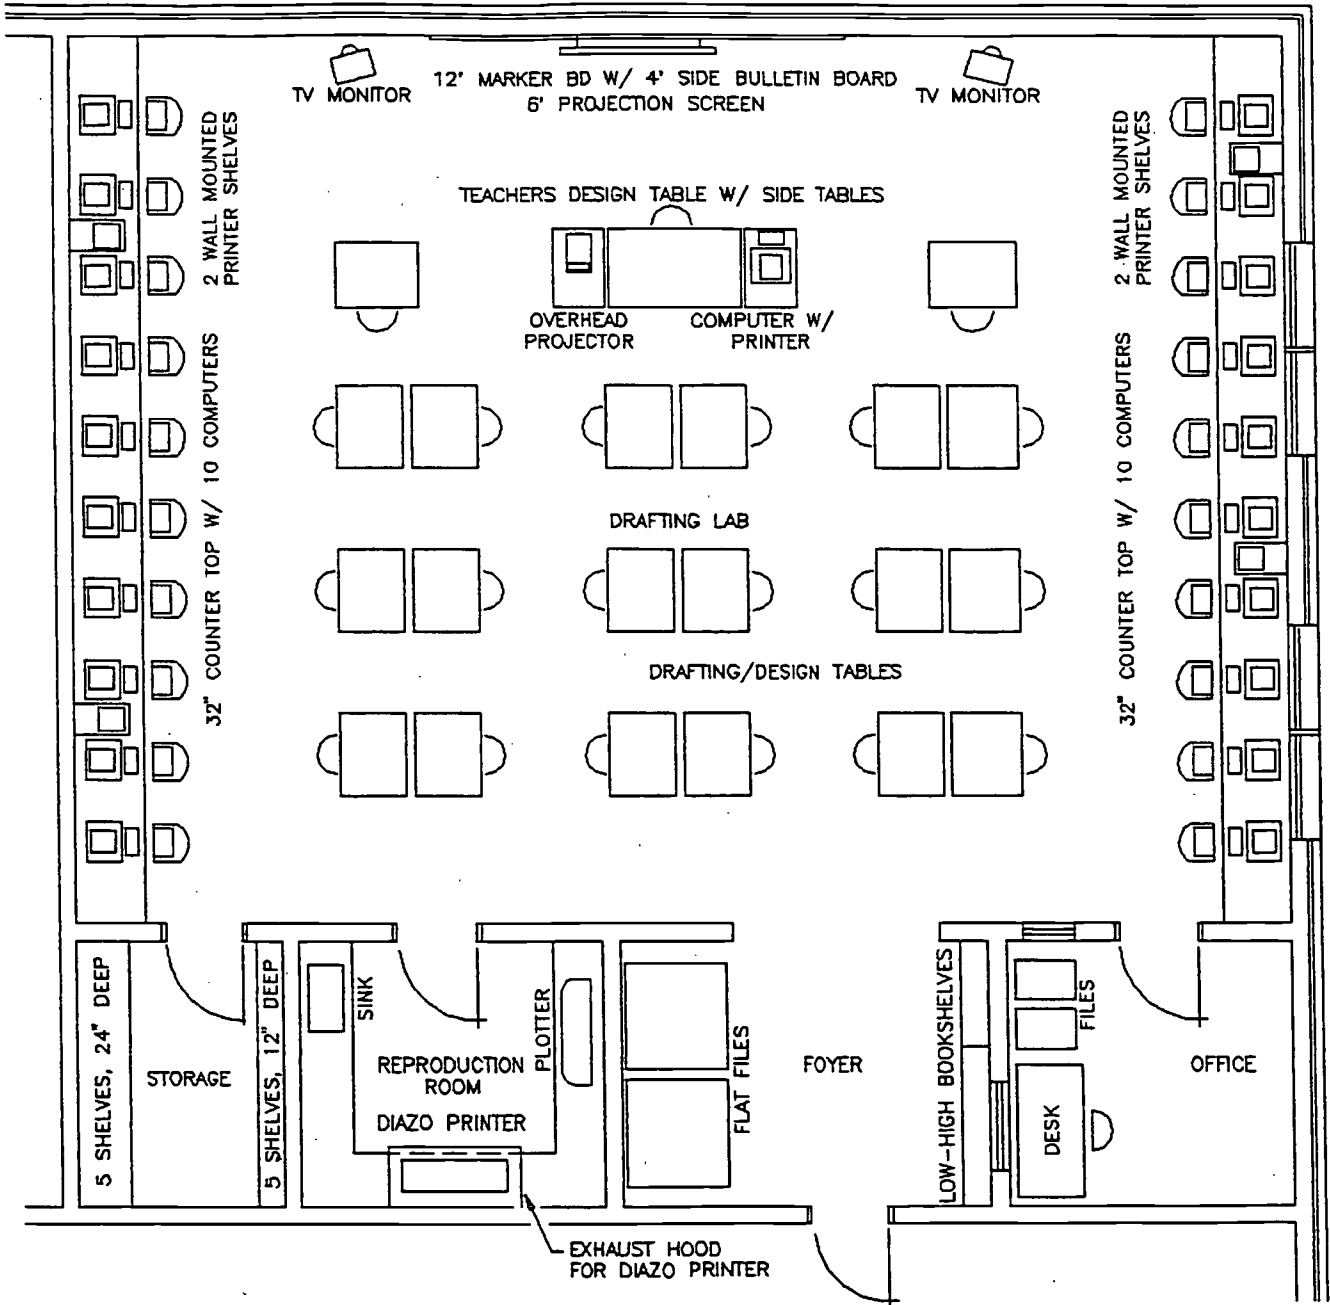 TV MONITOR
12' MARKER BD W/ 4' SIDE BULLETIN BOARD
6' PROJECTION SCREEN
TV MONITOR
2 WALL MOUNTED
PRINTER SHELVES
2 WALL MOUNTED
PRINTER SHELVES
TEACHERS DESIGN TABLE W/ SIDE TABLES
OVERHEAD
PROJECTOR
COMPUTER W/
PRINTER
32" COUNTER TOP W/ 10 COMPUTERS
32" COUNTER TOP W/ 10 COMPUTERS
DRAFTING LAB
DRAFTING/DESIGN TABLES
5 SHELVES, 24" DEEP
STORAGE
5 SHELVES, 12" DEEP
SINK
REPRODUCTION
ROOM
PLOTTER
DIAZO PRINTER
FLAT FILES
FOYER
LOW-HIGH BOOKSHELVES
FILES
DESK
OFFICE
EXHAUST HOOD
FOR DIAZO PRINTER